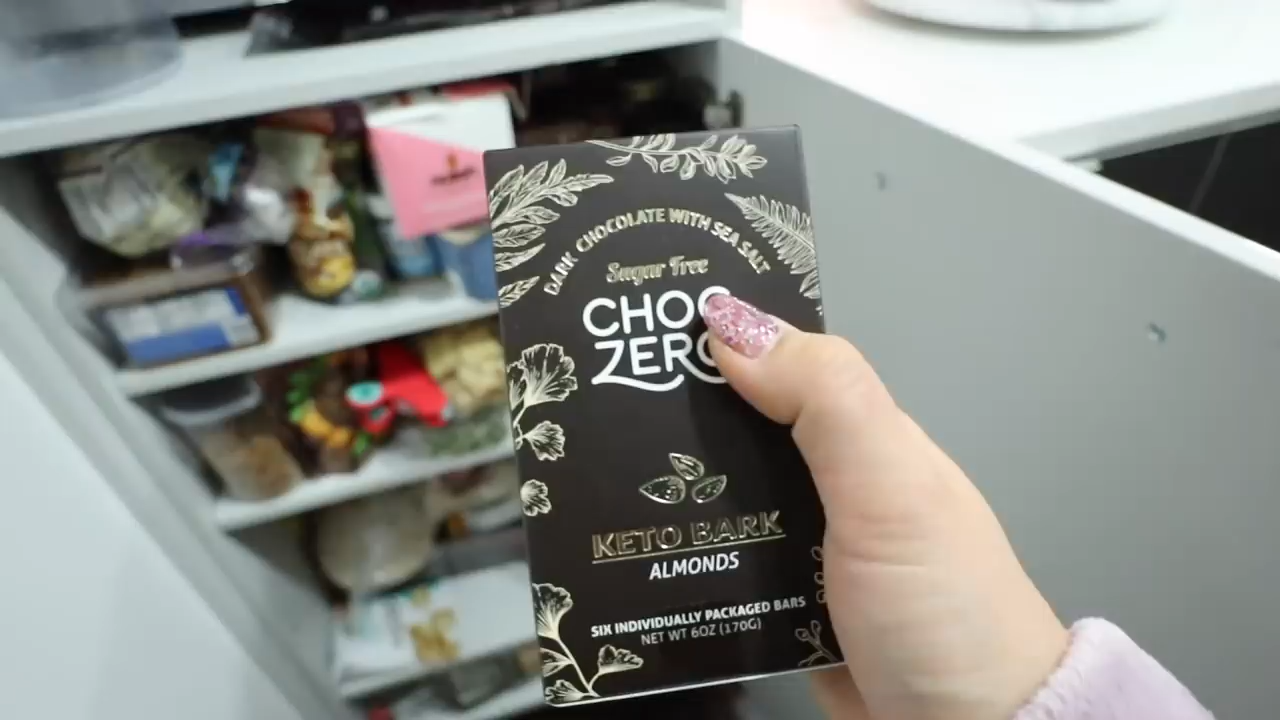 DARK CHOCOLATE WITH SEA SALT
Sugar Free
CHOC
ZERO
KETO BARK
ALMONDS
SIX INDIVIDUALLY PACKAGED BARS
NET WT 6OZ (170G)